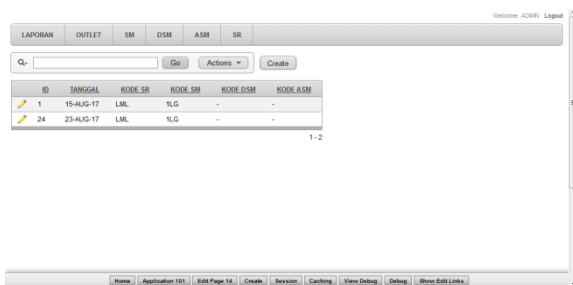 Welcome: ADMIN Logout
LAPORAN OUTLET SM DSM ASM SR
Go Actions Create
ID TANGGAL KODE SR KODE SM KODE DSM KODE ASM
1 15-AUG-17 LML 1LG - -
24 23-AUG-17 LML 1LG - -
1 - 2
Home Application 101 Edit Page 14 Create Session Caching View Debug Debug Show Edit Links